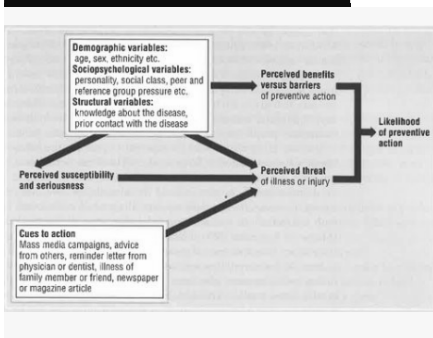 Demographic variables:
age, sex, ethnicity etc.
Sociopsychological variables:
personality, social class, peer and
reference group pressure etc.
Structural variables:
knowledge about the disease,
prior contact with the disease
Perceived benefits
versus barriers
of preventive action
Likelihood
of preventive
action
Perceived susceptibility
and seriousness
Perceived threat
of illness or injury
Cues to action
Mass media campaigns, advice
from others, reminder letter from
physician or dentist, illness of
family member or friend, newspaper
or magazine article